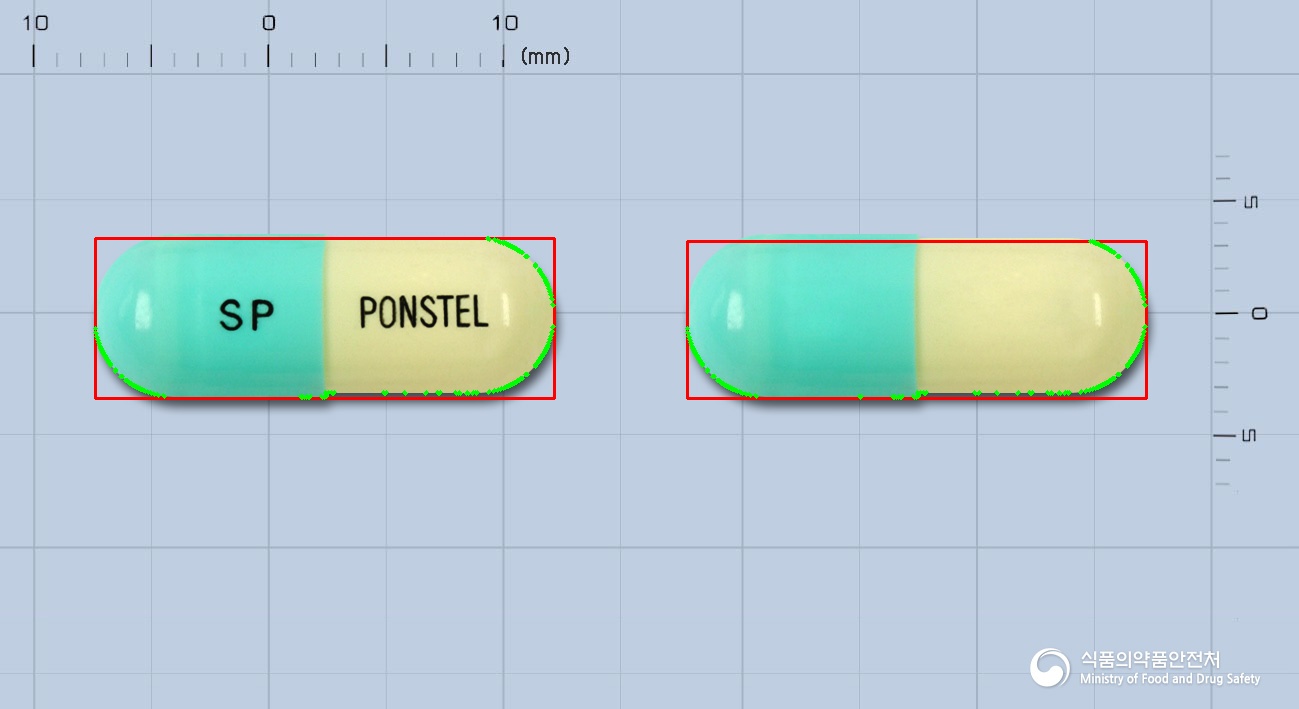 10 0 10
(mm)
5
SP PONSTEL
0
5
식품의약품안전처
Ministry of Food and Drug Safety